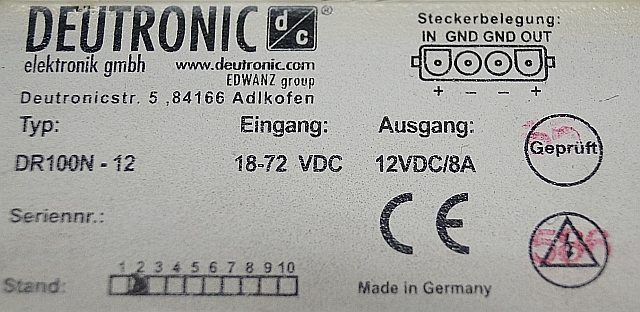 DEUTRONIC d/c ®
elektronik gmbh www.deutronic.com
EDWANZ group
Deutronicstr. 5 ,84166 Adlkofen
Steckerbelegung:
IN GND GND OUT
+ – – +
Typ: Eingang: Ausgang:
DR100N - 12 18-72 VDC 12VDC/8A
Geprüft
Seriennr.:
CE
1 2 3 4 5 6 7 8 9 10
Stand:
Made in Germany